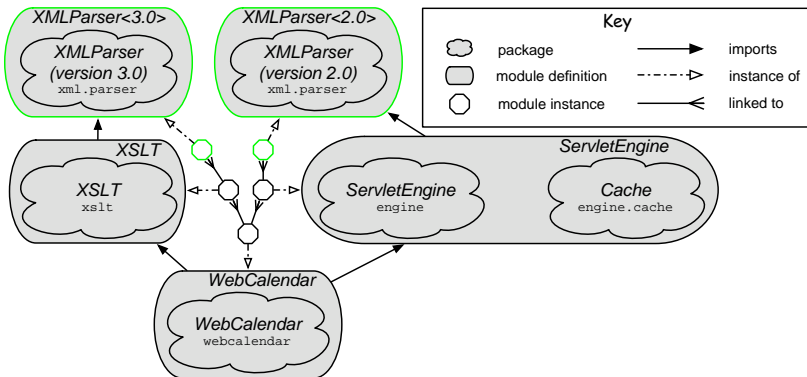 XMLParser<3.0>
XMLParser
(version 3.0)
xml.parser
XMLParser<2.0>
XMLParser
(version 2.0)
xml.parser
Key
package
imports
module definition
instance of
module instance
linked to
XSLT
XSLT
xslt
ServletEngine
ServletEngine
engine
Cache
engine.cache
WebCalendar
WebCalendar
webcalendar